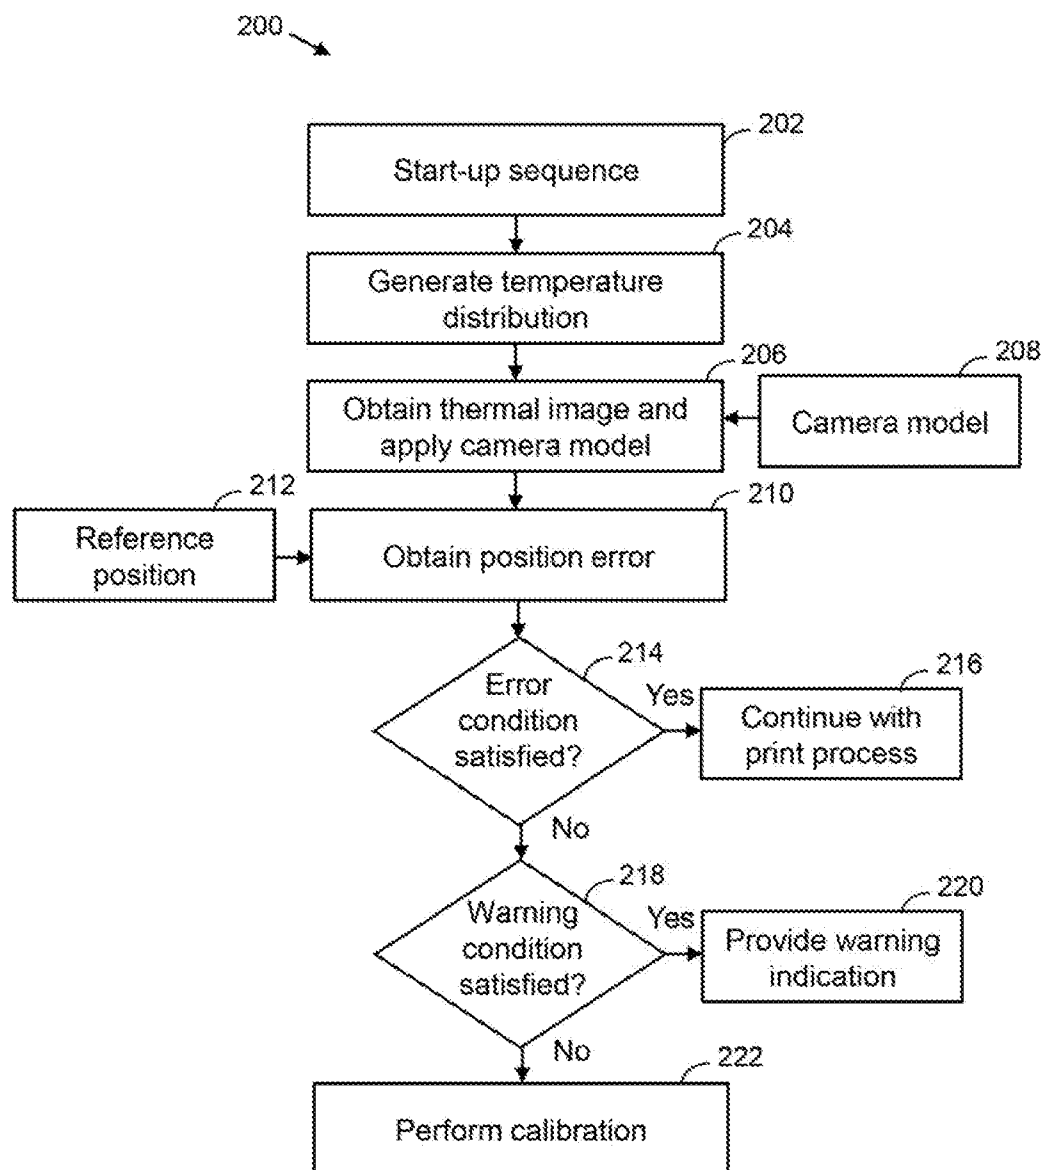 200
202
Start-up sequence
204
Generate temperature
distribution
206
Obtain thermal image and
apply camera model
208
Camera model
212
Reference
position
210
Obtain position error
214
Error
condition
satisfied?
Yes
216
Continue with
print process
No
218
Warning
condition
satisfied?
Yes
220
Provide warning
indication
No
222
Perform calibration